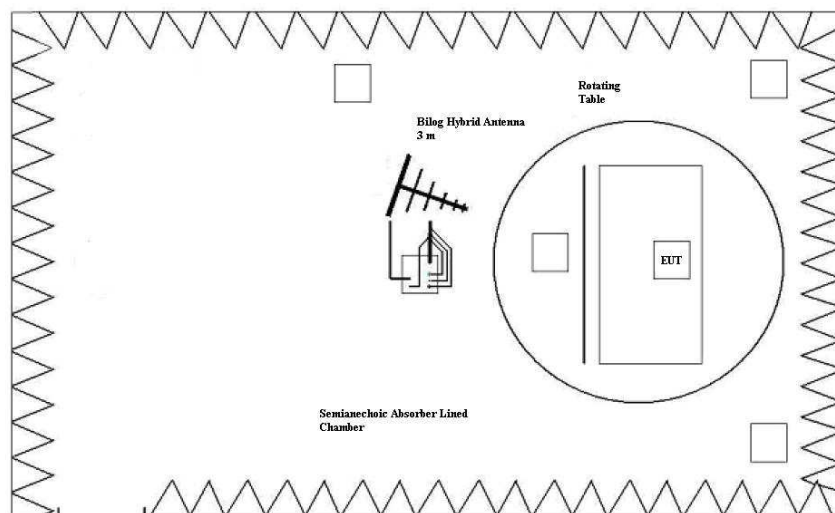 Rotating
Table
Bilog Hybrid Antenna
3 m
EUT
Semianechoic Absorber Lined
Chamber